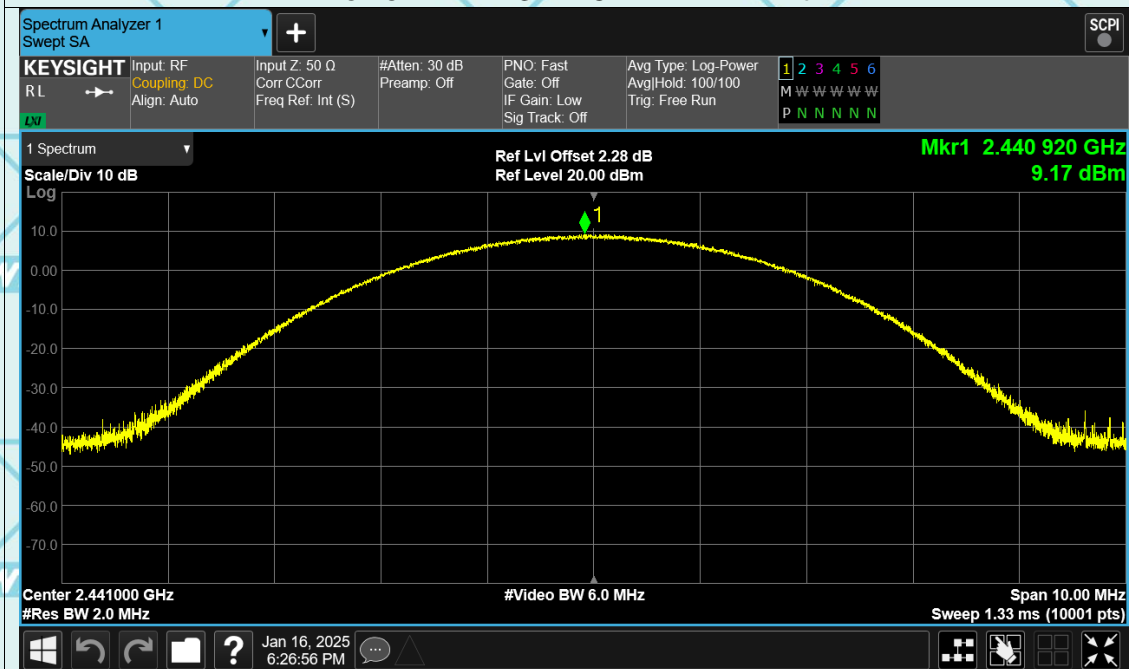 Spectrum Analyzer 1
Swept SA
+
SCPI
KEYSIGHT
RL
LXI
Input: RF
Coupling: DC
Align: Auto
Input Z: 50 Ω
Corr CCorr
Freq Ref: Int (S)
#Atten: 30 dB
Preamp: Off
PNO: Fast
Gate: Off
IF Gain: Low
Sig Track: Off
Avg Type: Log-Power
Avg|Hold: 100/100
Trig: Free Run
1 2 3 4 5 6
M W W W W W
P N N N N N
1 Spectrum
Scale/Div 10 dB
Log
Ref Lvl Offset 2.28 dB
Ref Level 20.00 dBm
Mkr1 2.440 920 GHz
9.17 dBm
1
10.0
0.00
-10.0
-20.0
-30.0
-40.0
-50.0
-60.0
-70.0
Center 2.441000 GHz
#Res BW 2.0 MHz
#Video BW 6.0 MHz
Span 10.00 MHz
Sweep 1.33 ms (10001 pts)
?
Jan 16, 2025
6:26:56 PM